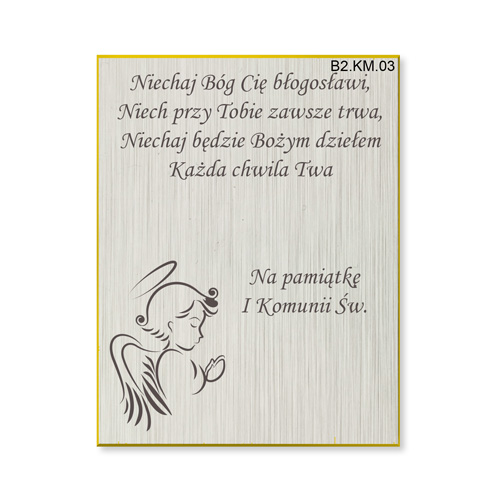 B2.KM.03
Niechaj Bóg Cię błogosławi,
Niech przy Tobie zawsze trwa,
Niechaj będzie Bożym dziełem
Każda chwila Twa
Na pamiątkę
I Komunii Św.